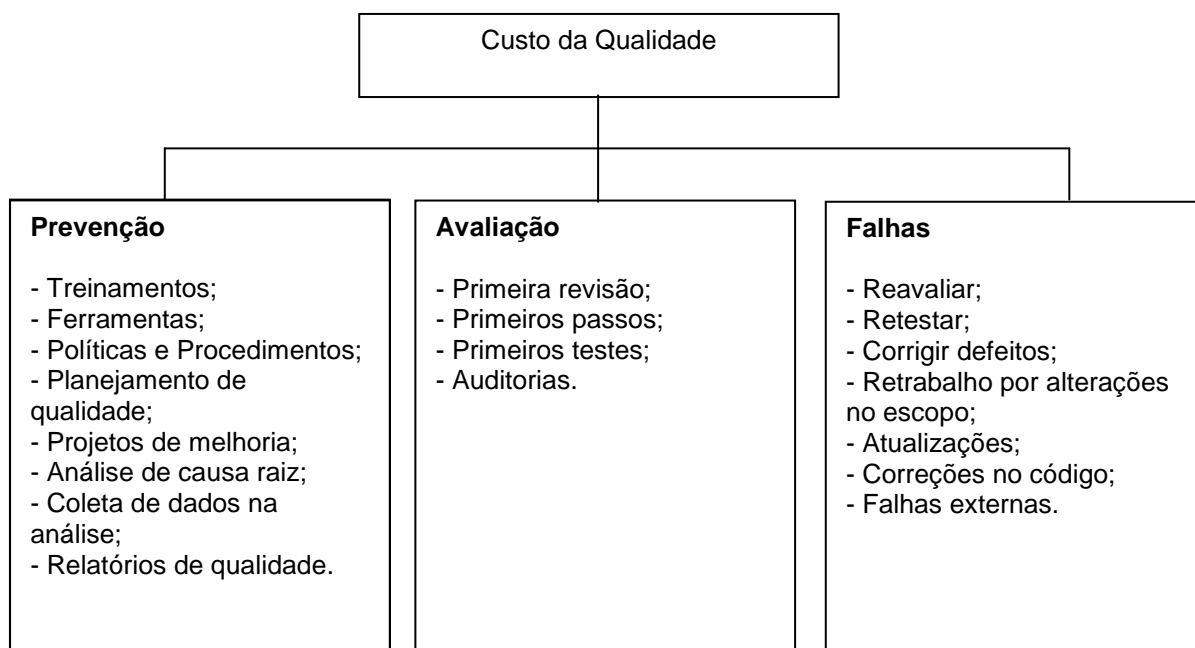 Custo da Qualidade
Prevenção
- Treinamentos;
- Ferramentas;
- Políticas e Procedimentos;
- Planejamento de
qualidade;
- Projetos de melhoria;
- Análise de causa raiz;
- Coleta de dados na
análise;
- Relatórios de qualidade.
Avaliação
- Primeira revisão;
- Primeiros passos;
- Primeiros testes;
- Auditorias.
Falhas
- Reavaliar;
- Retestar;
- Corrigir defeitos;
- Retrabalho por alterações
no escopo;
- Atualizações;
- Correções no código;
- Falhas externas.